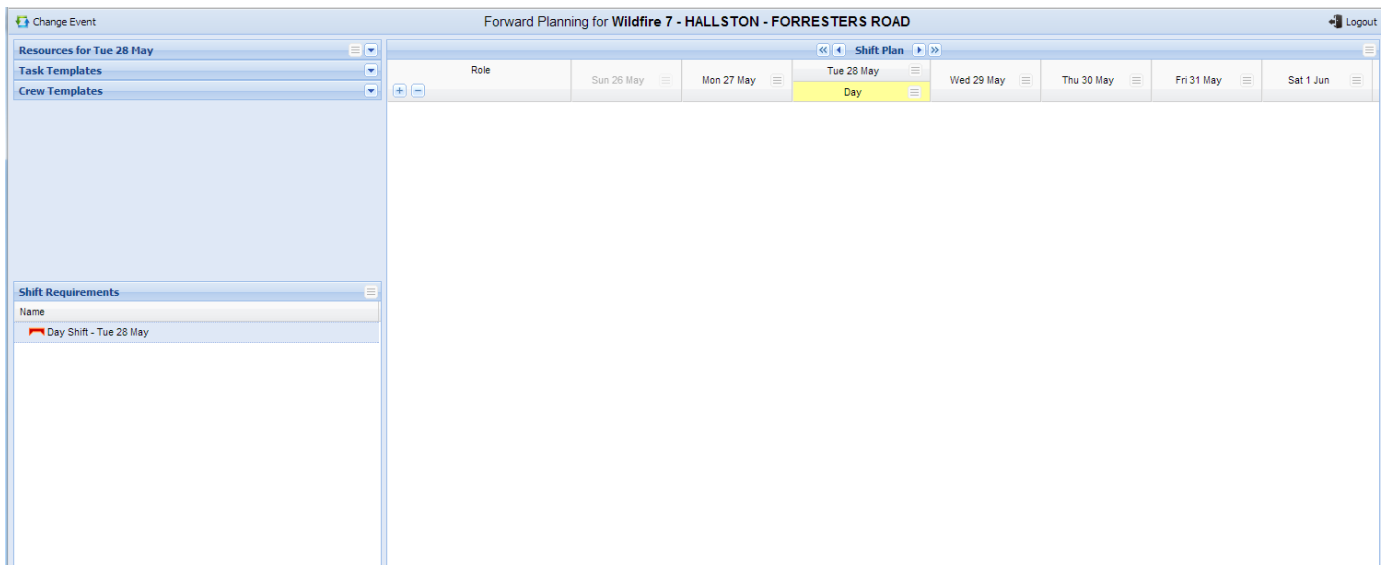 Change Event
Forward Planning for Wildfire 7 - HALLSTON - FORRESTERS ROAD
Logout
Resources for Tue 28 May
Task Templates
Crew Templates
Shift Requirements
Name
Day Shift - Tue 28 May
Shift Plan
Role
Sun 26 May
Mon 27 May
Tue 28 May
Day
Wed 29 May
Thu 30 May
Fri 31 May
Sat 1 Jun